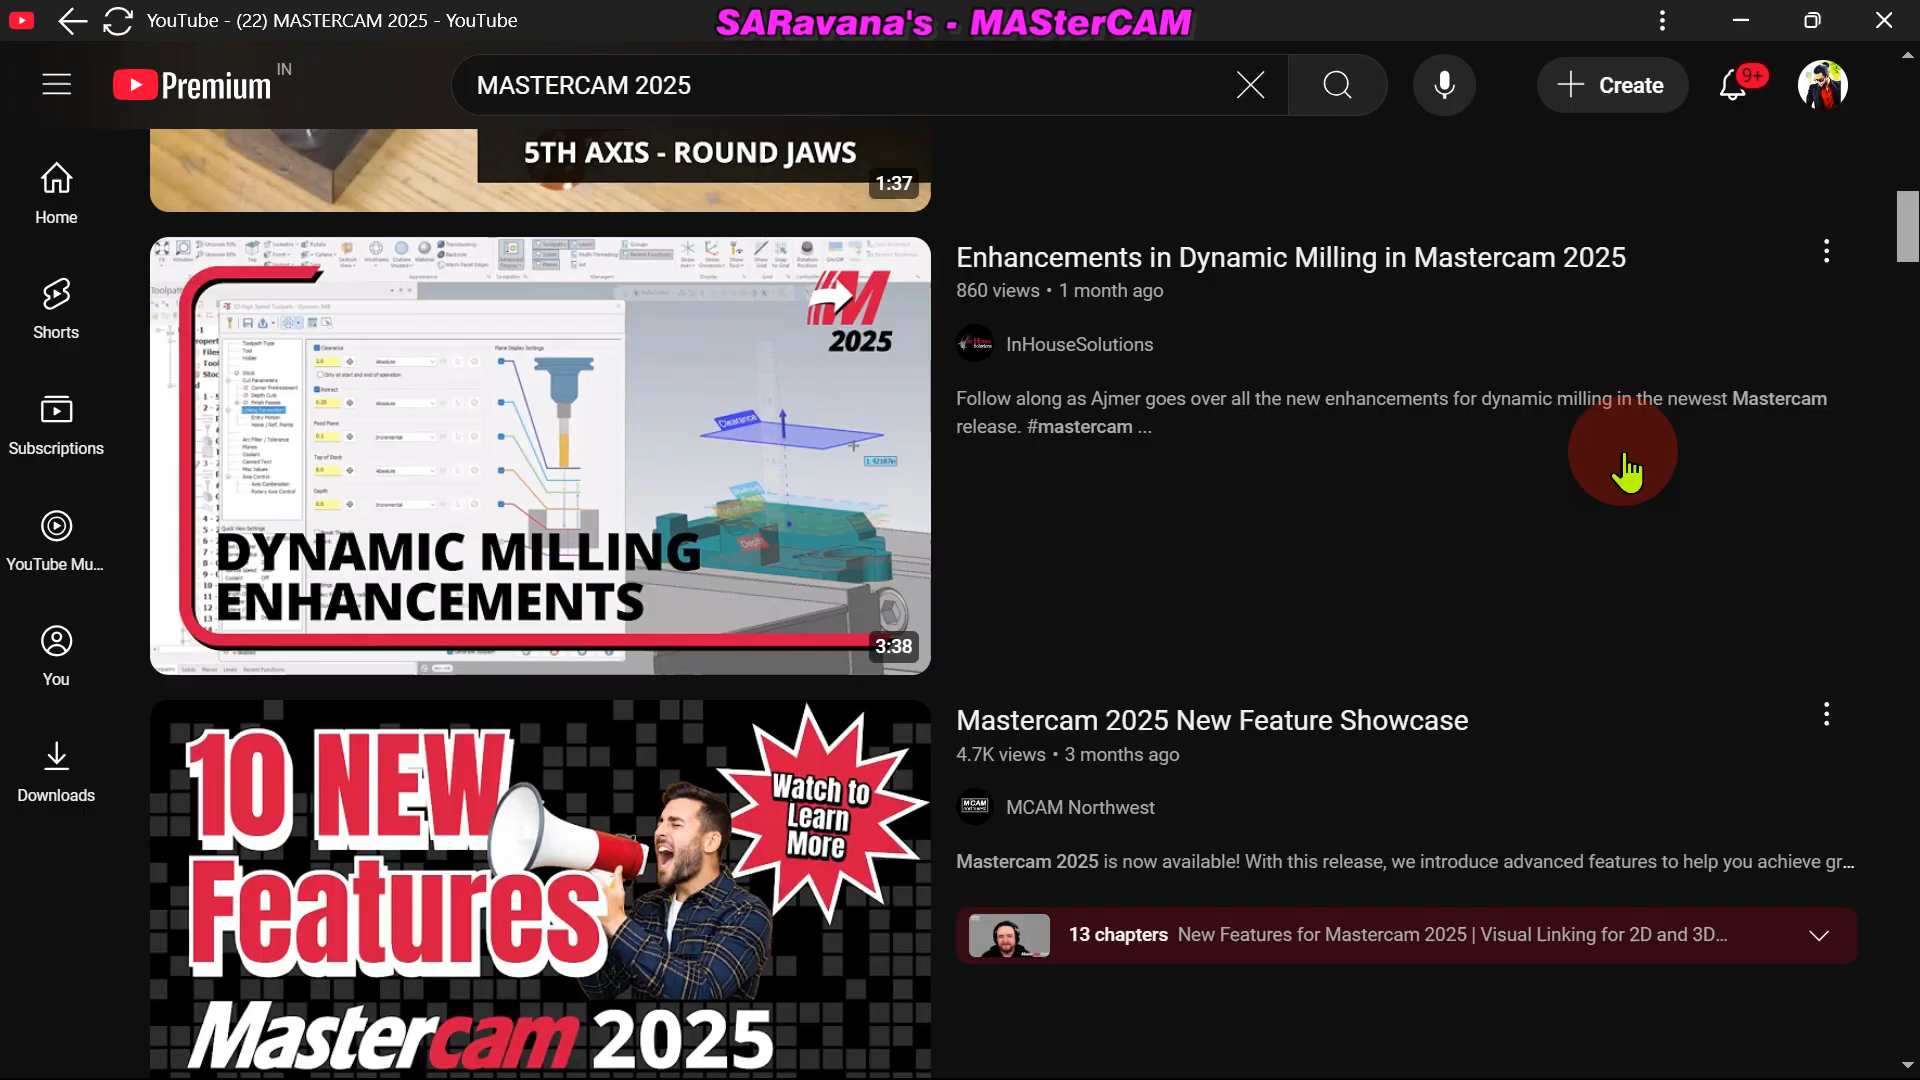 YouTube - (22) MASTERCAM 2025 - YouTube
SARavana's - MASterCAM
Premium IN
MASTERCAM 2025
Create
9+
Home
Shorts
Subscriptions
YouTube Mu...
You
Downloads
5TH AXIS - ROUND JAWS
1:37
2025
Clearance
DYNAMIC MILLING
ENHANCEMENTS
3:38
Enhancements in Dynamic Milling in Mastercam 2025
860 views • 1 month ago
InHouseSolutions
Follow along as Ajmer goes over all the new enhancements for dynamic milling in the newest Mastercam
release. #mastercam ...
10 NEW
Features
Mastercam 2025
Watch to
Learn
More
Mastercam 2025 New Feature Showcase
4.7K views • 3 months ago
MCAM Northwest
Mastercam 2025 is now available! With this release, we introduce advanced features to help you achieve gr...
13 chapters New Features for Mastercam 2025 | Visual Linking for 2D and 3D...